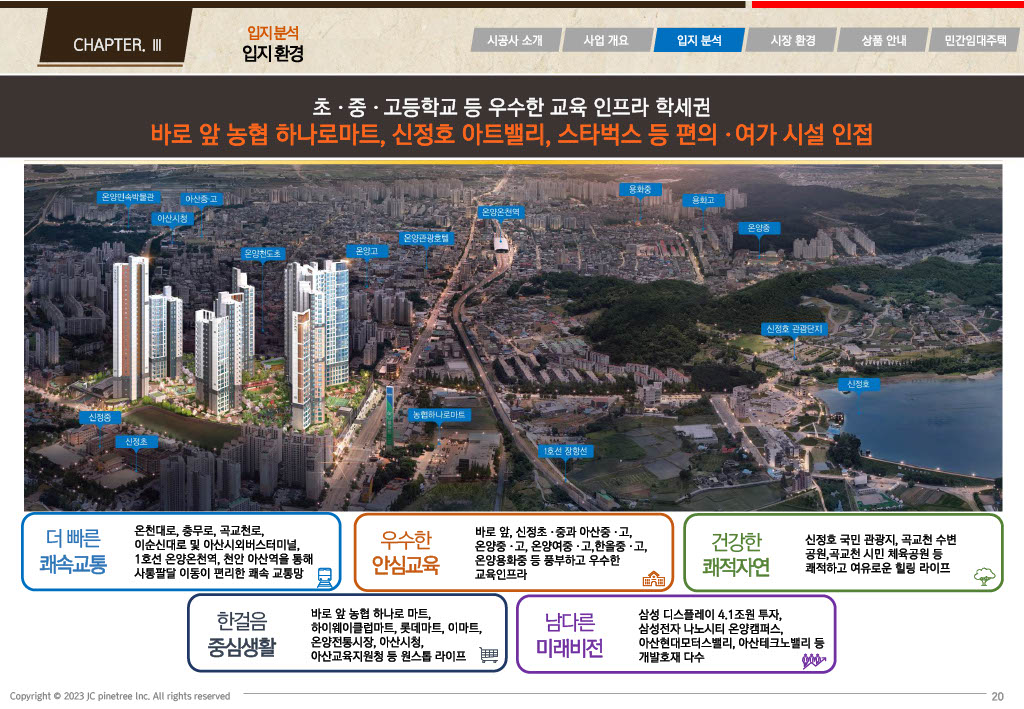 CHAPTER. Ⅲ
입지 분석
입지 환경
시공사 소개
사업 개요
입지 분석
시장 환경
상품 안내
민간임대주택
초 · 중 · 고등학교 등 우수한 교육 인프라 학세권
바로 앞 농협 하나로마트, 신정호 아트밸리, 스타벅스 등 편의 · 여가 시설 인접
온양민속박물관
아산중·고
아산시청
온양천도초
온양고
온양관광호텔
온양온천역
용화중
용화고
온양중
신정호 관광단지
신정호
신정중
신정초
농협하나로마트
1호선 장항선
더 빠른
쾌속교통
온천대로, 충무로, 곡교천로,
이순신대로 및 아산시외버스터미널,
1호선 온양온천역, 천안 아산역을 통해
사통팔달 이동이 편리한 쾌속 교통망
우수한
안심교육
바로 앞, 신정초 · 중과 아산중 · 고,
온양중 · 고, 온양여중 · 고,한올중 · 고,
온양용화중 등 풍부하고 우수한
교육인프라
건강한
쾌적자연
신정호 국민 관광지, 곡교천 수변
공원,곡교천 시민 체육공원 등
쾌적하고 여유로운 힐링 라이프
한걸음
중심생활
바로 앞 농협 하나로 마트,
하이웨이클럽마트, 롯데마트, 이마트,
온양전통시장, 아산시청,
아산교육지원청 등 원스톱 라이프
남다른
미래비전
삼성 디스플레이 4.1조원 투자,
삼성전자 나노시티 온양캠퍼스,
아산현대모터스밸리, 아산테크노밸리 등
개발호재 다수
Copyright © 2023 JC pinetree Inc. All rights reserved
20